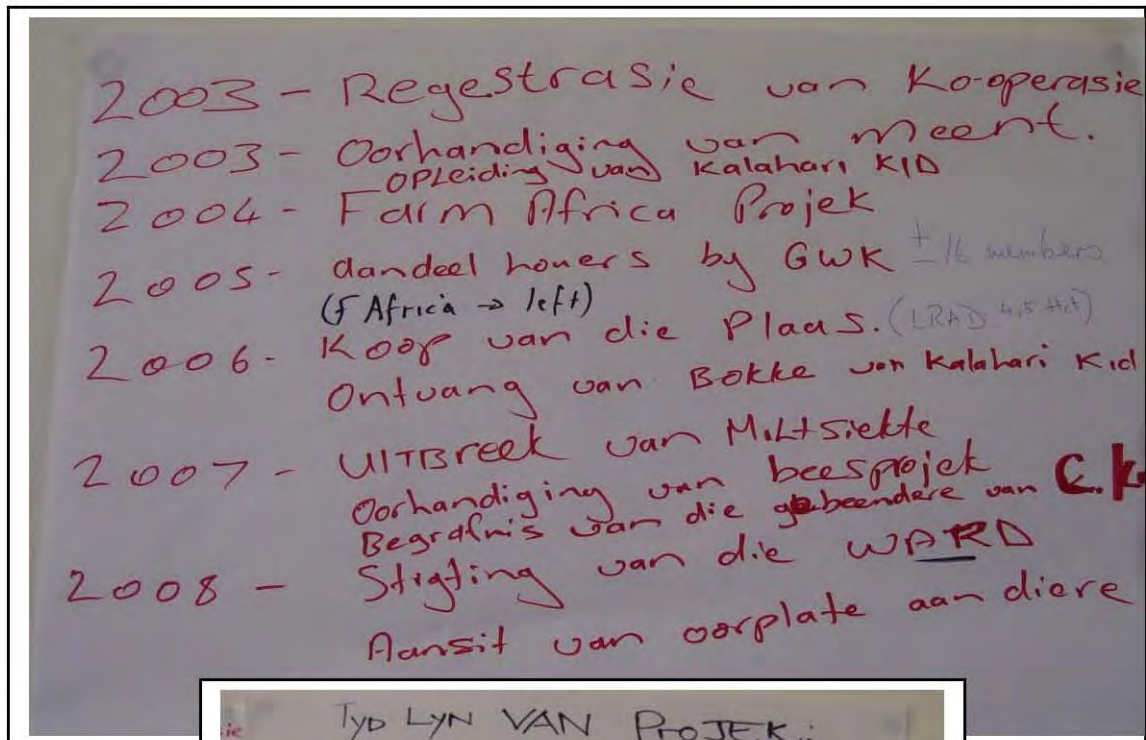 2003 - Regestrasie van Ko-operasie
2003 - Oorhandiging van meent.
OPLeiding van Kalahari KID
2004 - Farm Africa Projek
2005 - aandeel houers by GWK ± 16 members
(F Africa → left)
2006 - Koop van die Plaas. (LRAD 4,5
Ontvang van Bokke van Kalahari Kid
2007 - UITBreek van Miltsiekte
Oorhandiging van beesprojek
Begrafnis van die gebeendere van C.K
2008 - Stigting van die WARD
Aansit van oorplate aan diere
ie
Tyd LYN VAN ProJEK: